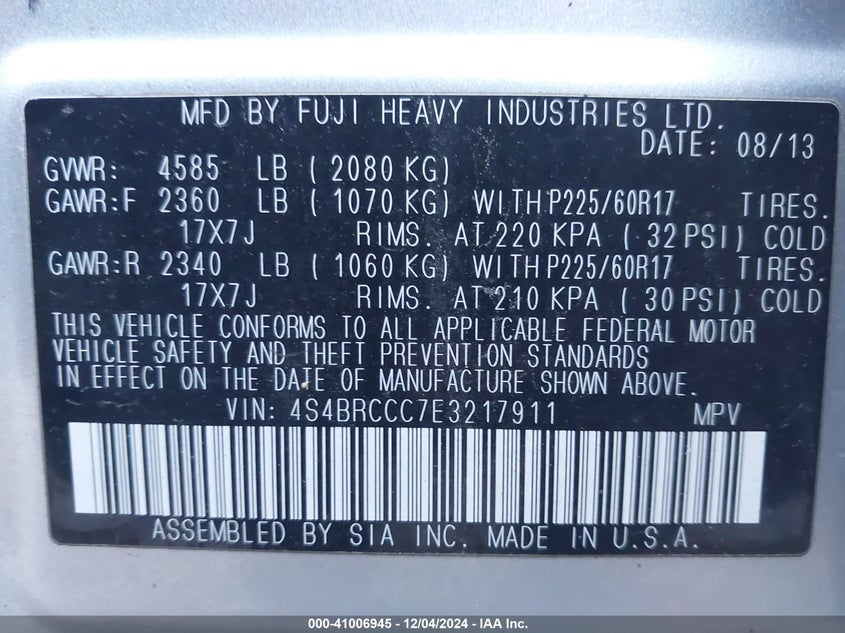 MFD BY FUJI HEAVY INDUSTRIES LTD.
DATE: 08/13
GVWR: 4585 LB ( 2080 KG)
GAWR:F 2360 LB ( 1070 KG) WITH P225/60R17 TIRES.
17X7J RIMS. AT 220 KPA ( 32 PSI) COLD
GAWR:R 2340 LB ( 1060 KG) WITH P225/60R17 TIRES.
17X7J RIMS. AT 210 KPA ( 30 PSI) COLD
THIS VEHICLE CONFORMS TO ALL APPLICABLE FEDERAL MOTOR
VEHICLE SAFETY AND THEFT PREVENTION STANDARDS
IN EFFECT ON THE DATE OF MANUFACTURE SHOWN ABOVE.
VIN: 4S4BRCCC7E3217911 MPV
ASSEMBLED BY SIA INC. MADE IN U.S.A.
000-41006945 - 12/04/2024 - IAA Inc.